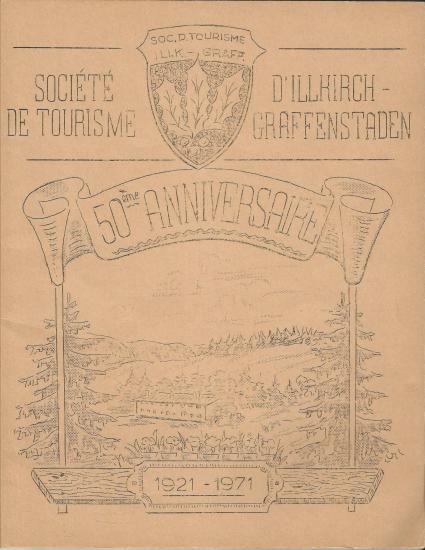 SOC. D. TOURISME
ILLK - GRAFF.
SOCIÉTÉ
DE TOURISME
D'ILLKIRCH -
GRAFFENSTADEN
50ème ANNIVERSAIRE
1921 - 1971